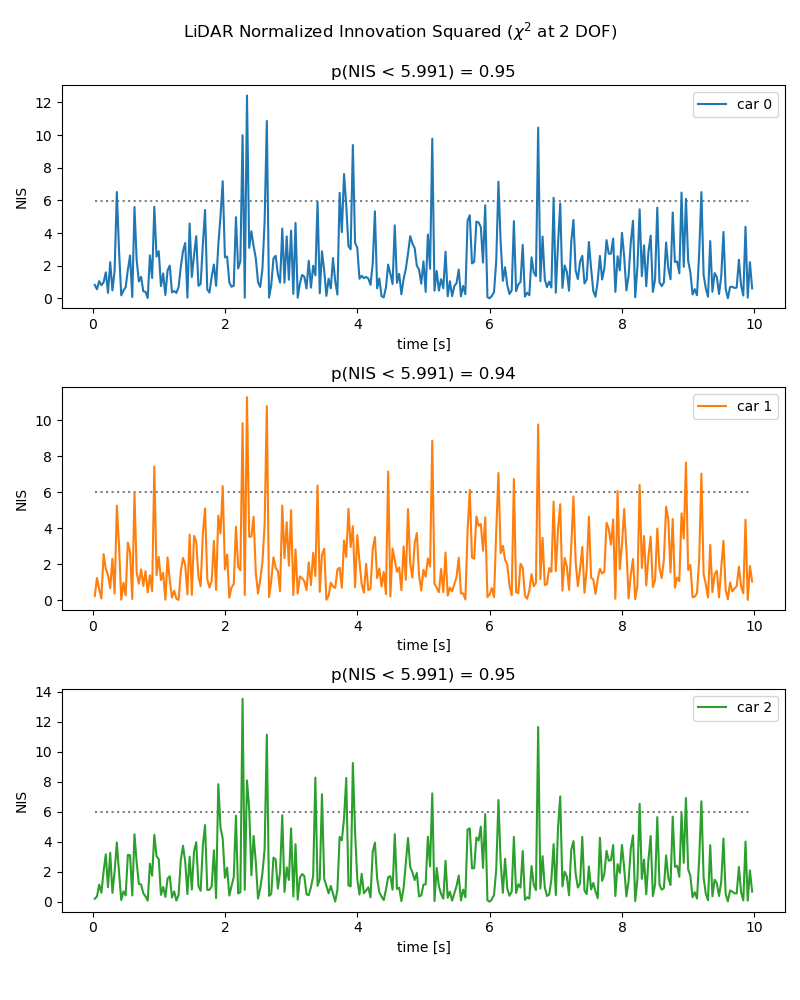 LiDAR Normalized Innovation Squared (χ² at 2 DOF)
p(NIS < 5.991) = 0.95
12
10
8
6
4
2
0
NIS
car 0
0 2 4 6 8 10
time [s]
p(NIS < 5.991) = 0.94
10
8
6
4
2
0
NIS
car 1
0 2 4 6 8 10
time [s]
p(NIS < 5.991) = 0.95
14
12
10
8
6
4
2
0
NIS
car 2
0 2 4 6 8 10
time [s]